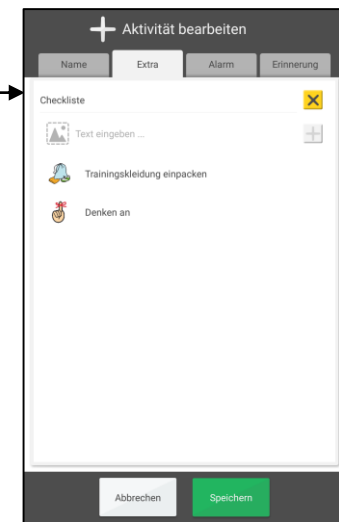 Aktivität bearbeiten
Name Extra Alarm Erinnerung
Checkliste
Text eingeben ...
Trainingskleidung einpacken
Denken an
Abbrechen Speichern